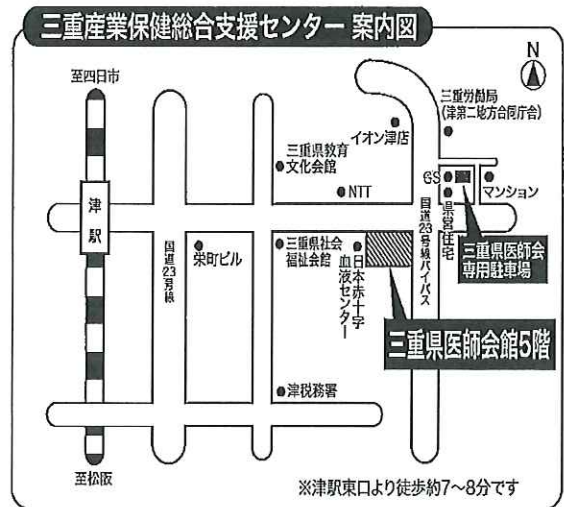 三重産業保健総合支援センター 案内図
至四日市
N
三重労働局
(津第二地方合同庁舎)
イオン津店
三重県教育
文化会館
NTT
GS
マンション
津駅
国道23号線
栄町ビル
三重県社会
福祉会館
日本赤十字
血液センター
国道23号線バイパス
県営住宅
三重県医師会
専用駐車場
三重県医師会館5階
津税務署
至松阪
※津駅東口より徒歩約7~8分です